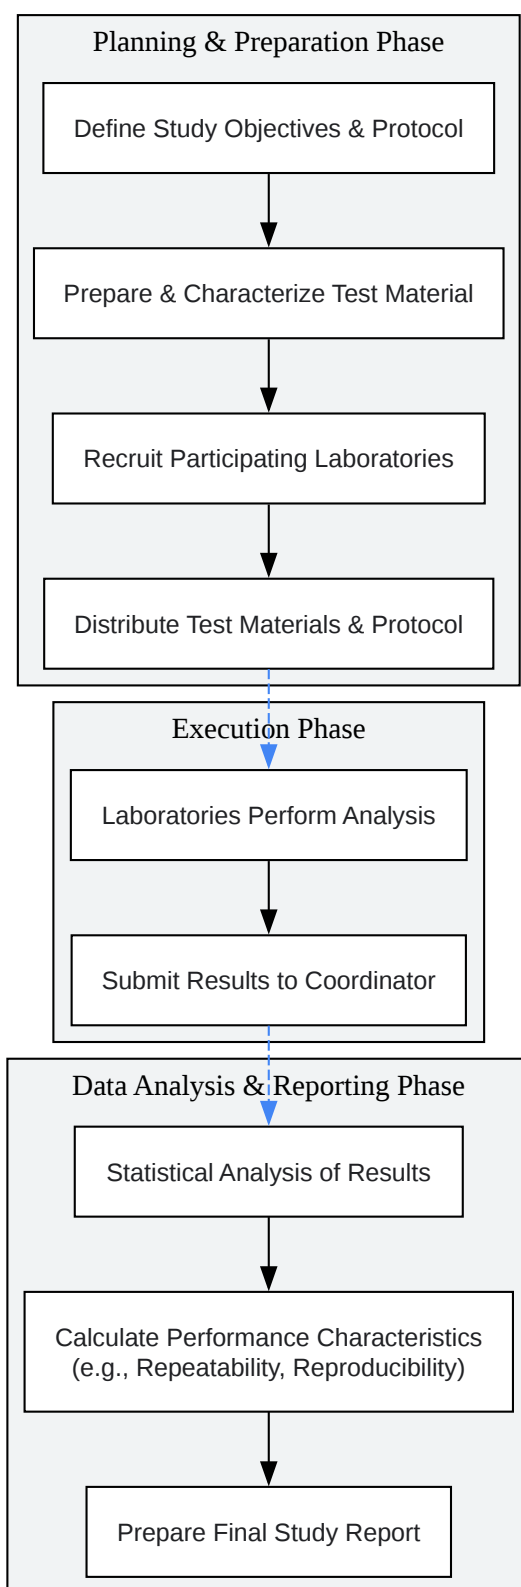 Planning & Preparation Phase
Define Study Objectives & Protocol
Prepare & Characterize Test Material
Recruit Participating Laboratories
Distribute Test Materials & Protocol
Execution Phase
Laboratories Perform Analysis
Submit Results to Coordinator
Data Analysis & Reporting Phase
Statistical Analysis of Results
Calculate Performance Characteristics
(e.g., Repeatability, Reproducibility)
Prepare Final Study Report